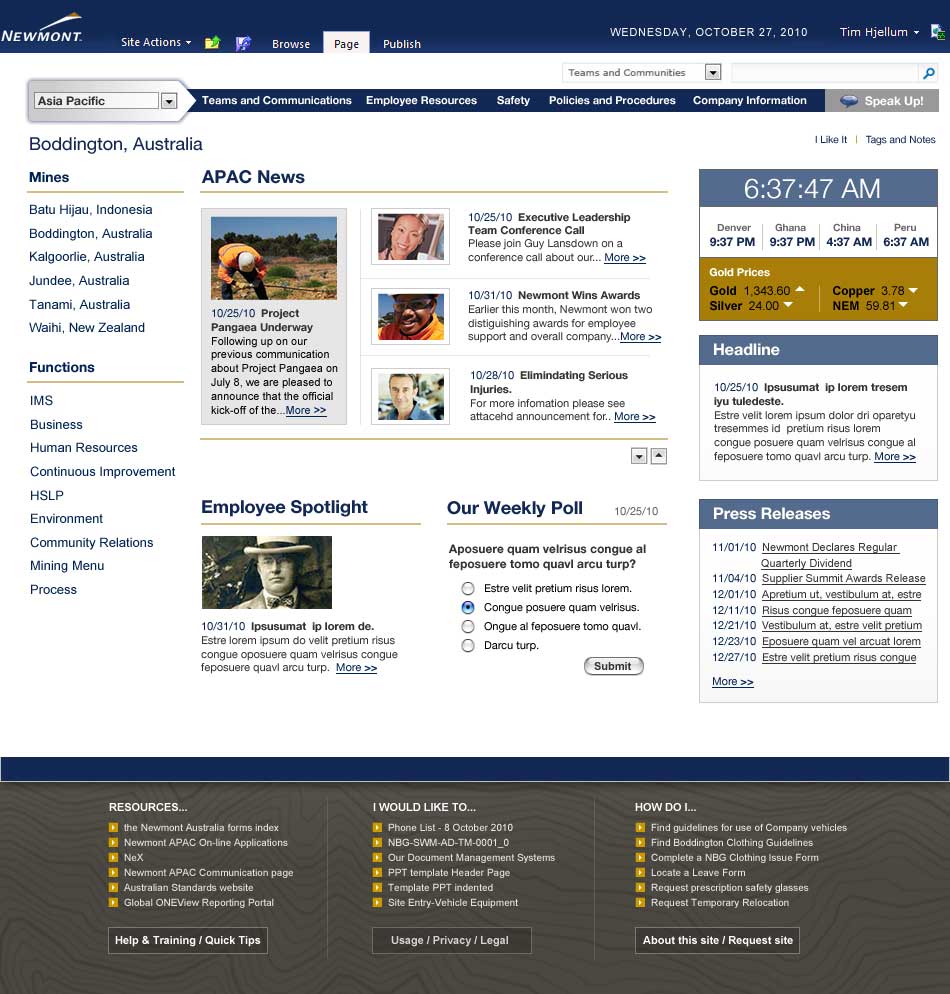 NEWMONT.
Site Actions
Browse
Page
Publish
WEDNESDAY, OCTOBER 27, 2010
Tim Hjellum
Teams and Communities
Asia Pacific
Teams and Communications
Employee Resources
Safety
Policies and Procedures
Company Information
Speak Up!
Boddington, Australia
I Like It | Tags and Notes
Mines
Batu Hijau, Indonesia
Boddington, Australia
Kalgoorlie, Australia
Jundee, Australia
Tanami, Australia
Waihi, New Zealand
Functions
IMS
Business
Human Resources
Continuous Improvement
HSLP
Environment
Community Relations
Mining Menu
Process
APAC News
10/25/10 Project
Pangaea Underway
Following up on our
previous communication
about Project Pangaea on
July 8, we are pleased to
announce that the official
kick-off of the...More >>
10/25/10 Executive Leadership
Team Conference Call
Please join Guy Lansdown on a
conference call about our... More >>
10/31/10 Newmont Wins Awards
Earlier this month, Newmont won two
distiguishing awards for employee
support and overall company...More >>
10/28/10 Elimindating Serious
Injuries.
For more infomation please see
attacehd announcement for.. More >>
Employee Spotlight
10/31/10 Ipsusumat ip lorem de.
Estre lorem ipsum do velit pretium risus
congue oposuere quam velrisus congue
feposuere quavl arcu turp. More >>
Our Weekly Poll
10/25/10
Aposuere quam velrisus congue al
feposuere tomo quavl arcu turp?
Estre velit pretium risus lorem.
Congue posuere quam velrisus.
Ongue al feposuere tomo quavl.
Darcu turp.
Submit
6:37:47 AM
Denver Ghana China Peru
9:37 PM 9:37 PM 4:37 AM 6:37 AM
Gold Prices
Gold 1,343.60 Copper 3.78
Silver 24.00 NEM 59.81
Headline
10/25/10 Ipsusumat ip lorem tresem
iyu tuledeste.
Estre velit lorem ipsum dolor dri oparetyu
tresemmes id pretium risus lorem
congue posuere quam velrisus congue al
feposuere tomo quavl arcu turp. More >>
Press Releases
11/01/10 Newmont Declares Regular
Quarterly Dividend
11/04/10 Supplier Summit Awards Release
12/01/10 Apretium ut, vestibulum at, estre
12/11/10 Risus congue feposuere quam
12/21/10 Vestibulum at, estre velit pretium
12/23/10 Eposuere quam vel arcuat lorem
12/27/10 Estre velit pretium risus congue
More >>
RESOURCES...
the Newmont Australia forms index
Newmont APAC On-line Applications
NeX
Newmont APAC Communication page
Australian Standards website
Global ONEView Reporting Portal
Help & Training / Quick Tips
I WOULD LIKE TO...
Phone List - 8 October 2010
NBG-SWM-AD-TM-0001_0
Our Document Management Systems
PPT template Header Page
Template PPT indented
Site Entry-Vehicle Equipment
Usage / Privacy / Legal
HOW DO I...
Find guidelines for use of Company vehicles
Find Boddington Clothing Guidelines
Complete a NBG Clothing Issue Form
Locate a Leave Form
Request prescription safety glasses
Request Temporary Relocation
About this site / Request site